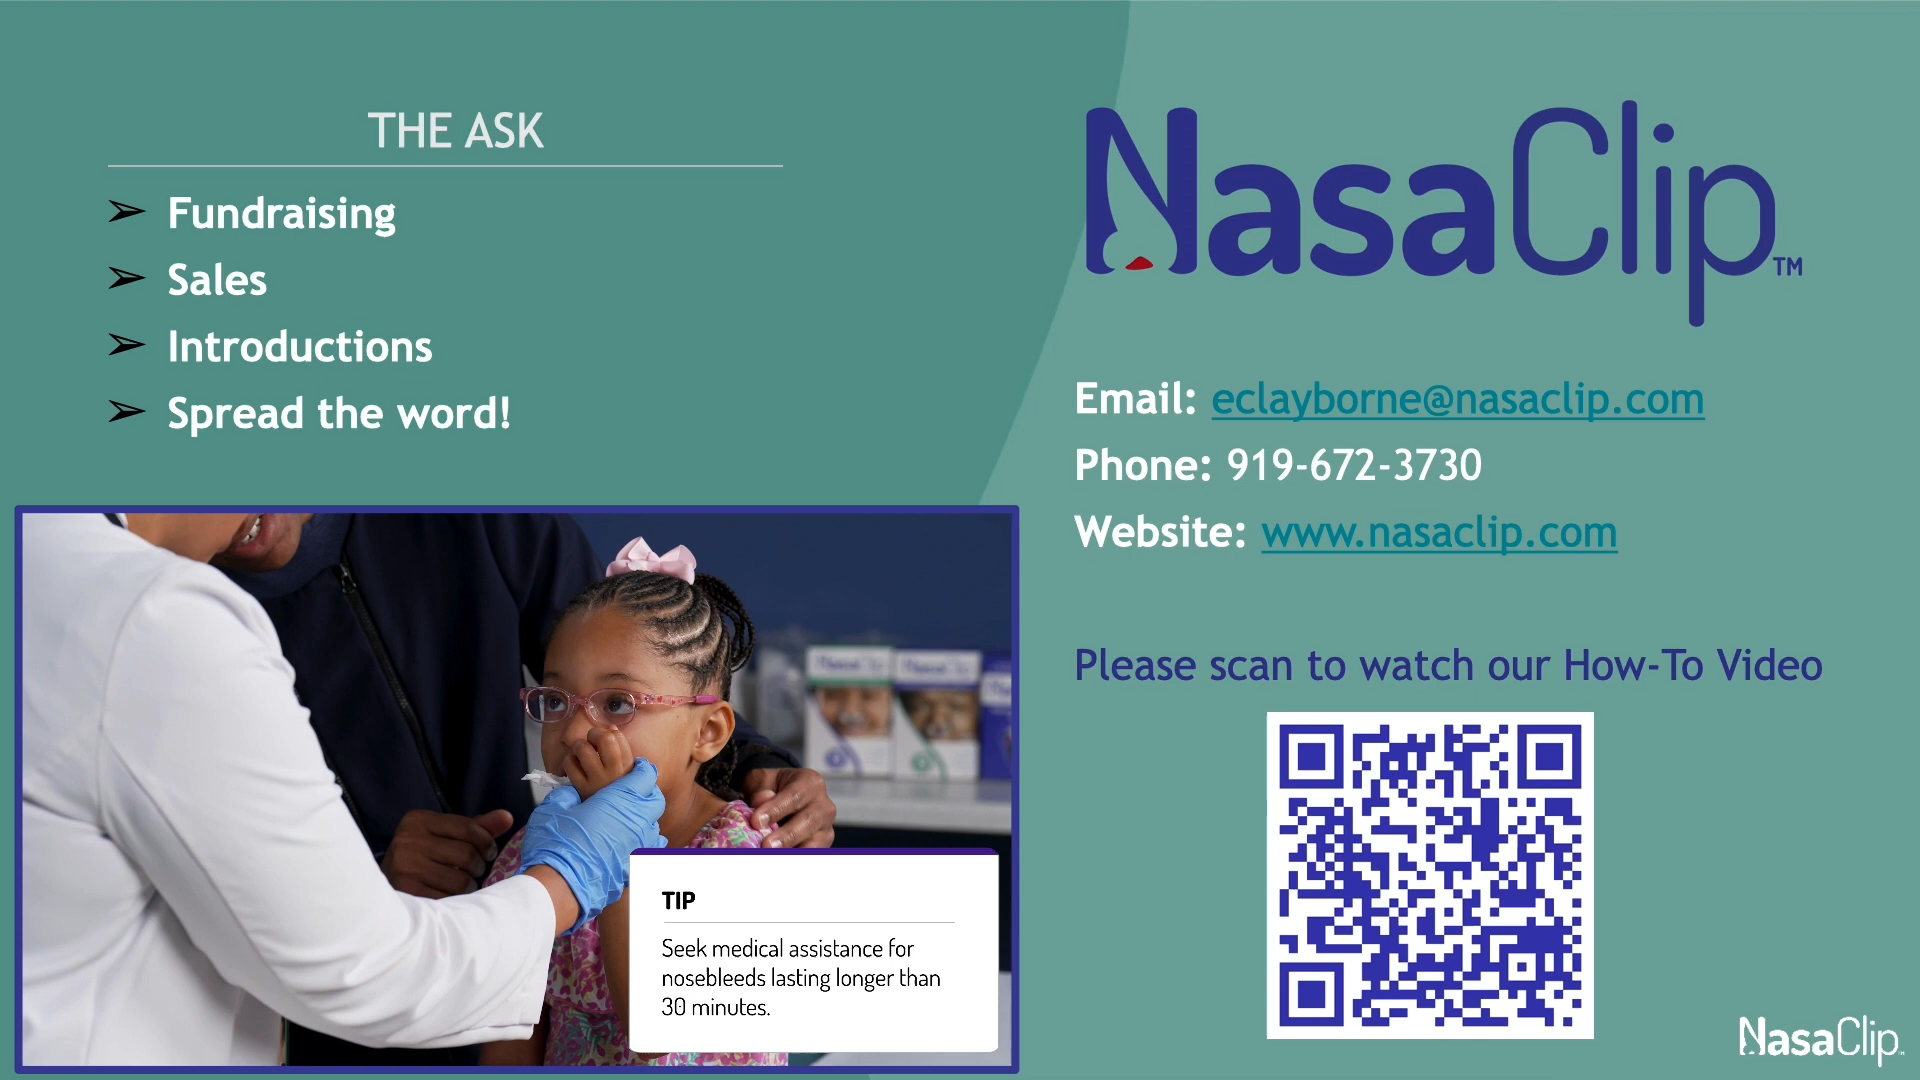 THE ASK
➢ Fundraising
➢ Sales
➢ Introductions
➢ Spread the word!
NasaClip™
Email: eclayborne@nasaclip.com
Phone: 919-672-3730
Website: www.nasaclip.com
Please scan to watch our How-To Video
NasaClip
NasaClip
TIP
Seek medical assistance for
nosebleeds lasting longer than
30 minutes.
NasaClip